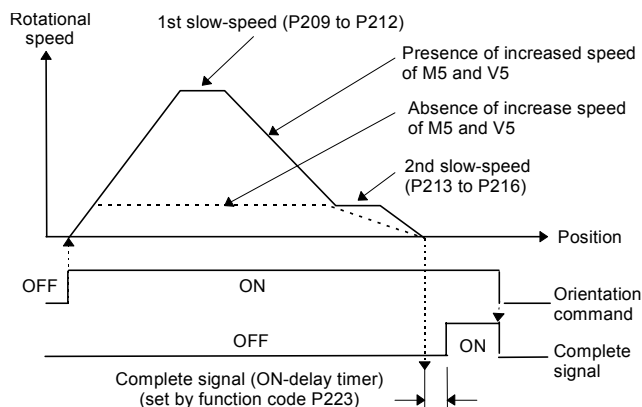 Rotational
speed
1st slow-speed (P209 to P212)
Presence of increased speed
of M5 and V5
Absence of increase speed
of M5 and V5
2nd slow-speed
(P213 to P216)
Position
OFF
ON
Orientation
command
OFF
ON
Complete
signal
Complete signal (ON-delay timer)
(set by function code P223)